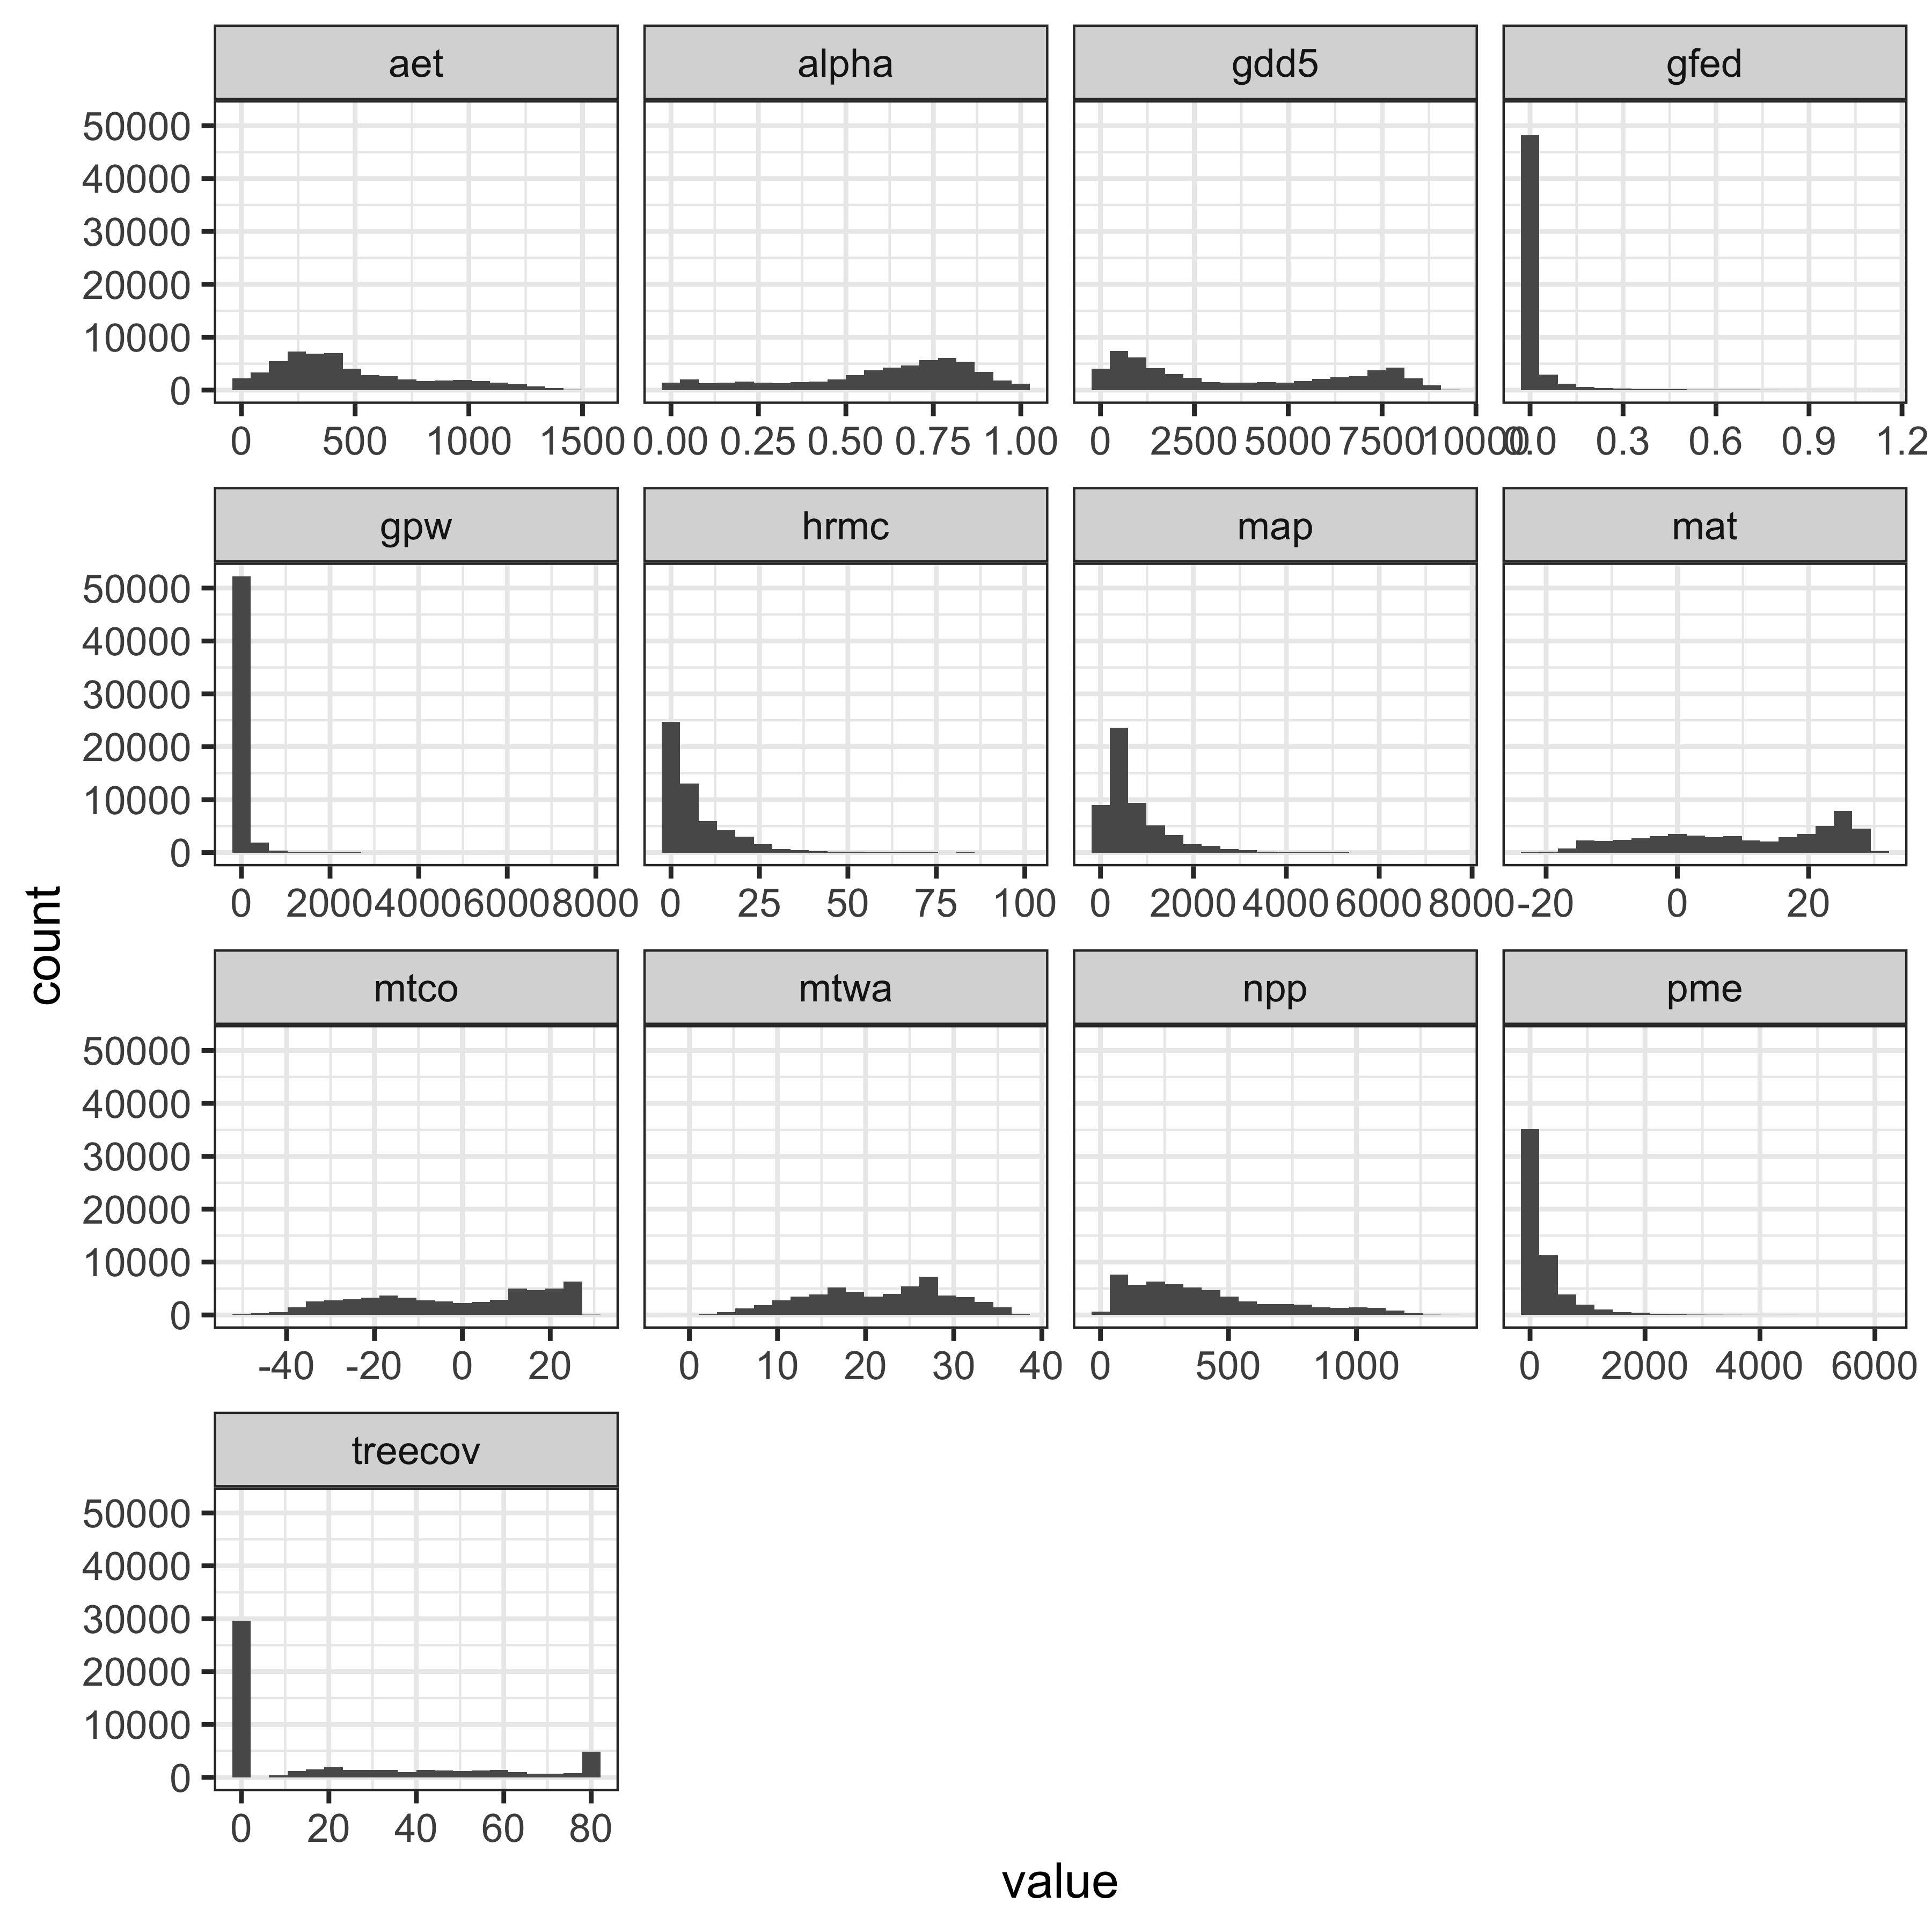 aet alpha gdd5 gfed
50000
40000
30000
20000
10000
0
0 500 1000 1500 0.00 0.25 0.50 0.75 1.00 0 2500 5000 7500 10000 0.0 0.3 0.6 0.9 1.2
gpw hrmc map mat
50000
40000
30000
20000
10000
0
0 2000 4000 6000 8000 0 25 50 75 100 0 2000 4000 6000 8000 -20 0 20
count
mtco mtwa npp pme
50000
40000
30000
20000
10000
0
-40 -20 0 20 0 10 20 30 40 0 500 1000 0 2000 4000 6000
treecov
50000
40000
30000
20000
10000
0
0 20 40 60 80
value